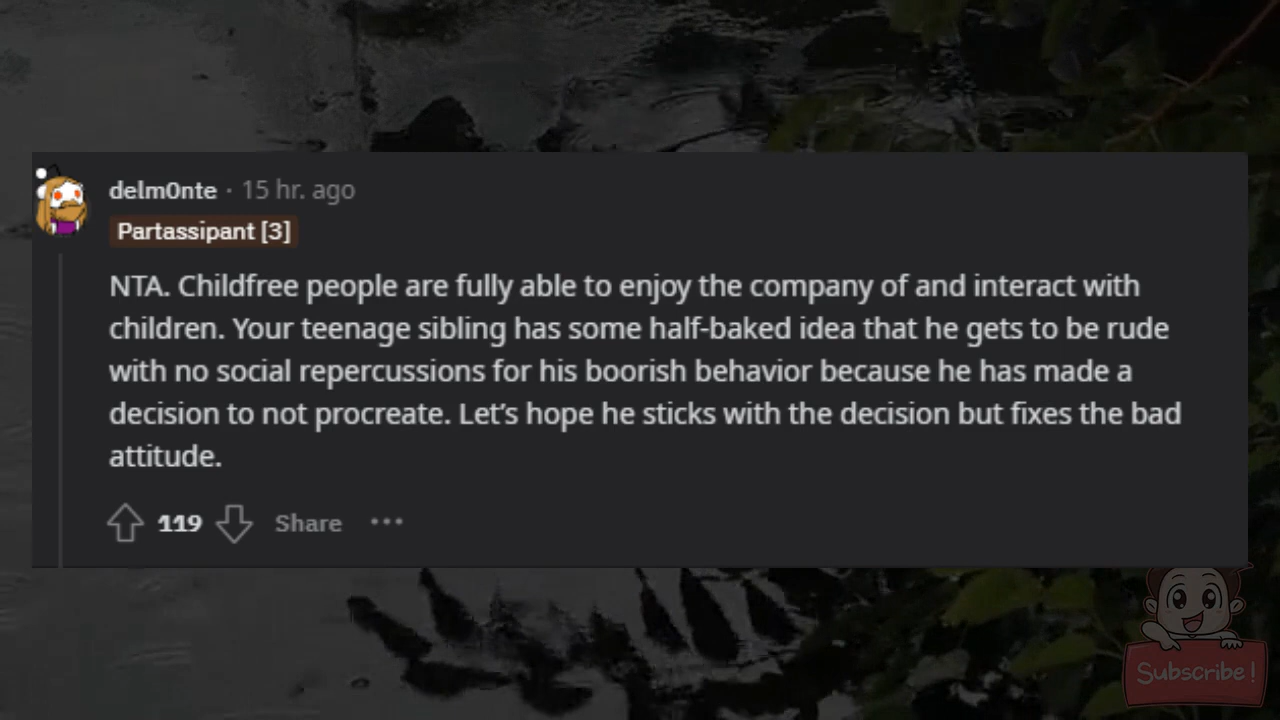 delm0nte · 15 hr. ago
Partassipant [3]
NTA. Childfree people are fully able to enjoy the company of and interact with
children. Your teenage sibling has some half-baked idea that he gets to be rude
with no social repercussions for his boorish behavior because he has made a
decision to not procreate. Let’s hope he sticks with the decision but fixes the bad
attitude.
119 Share ···
Subscribe!